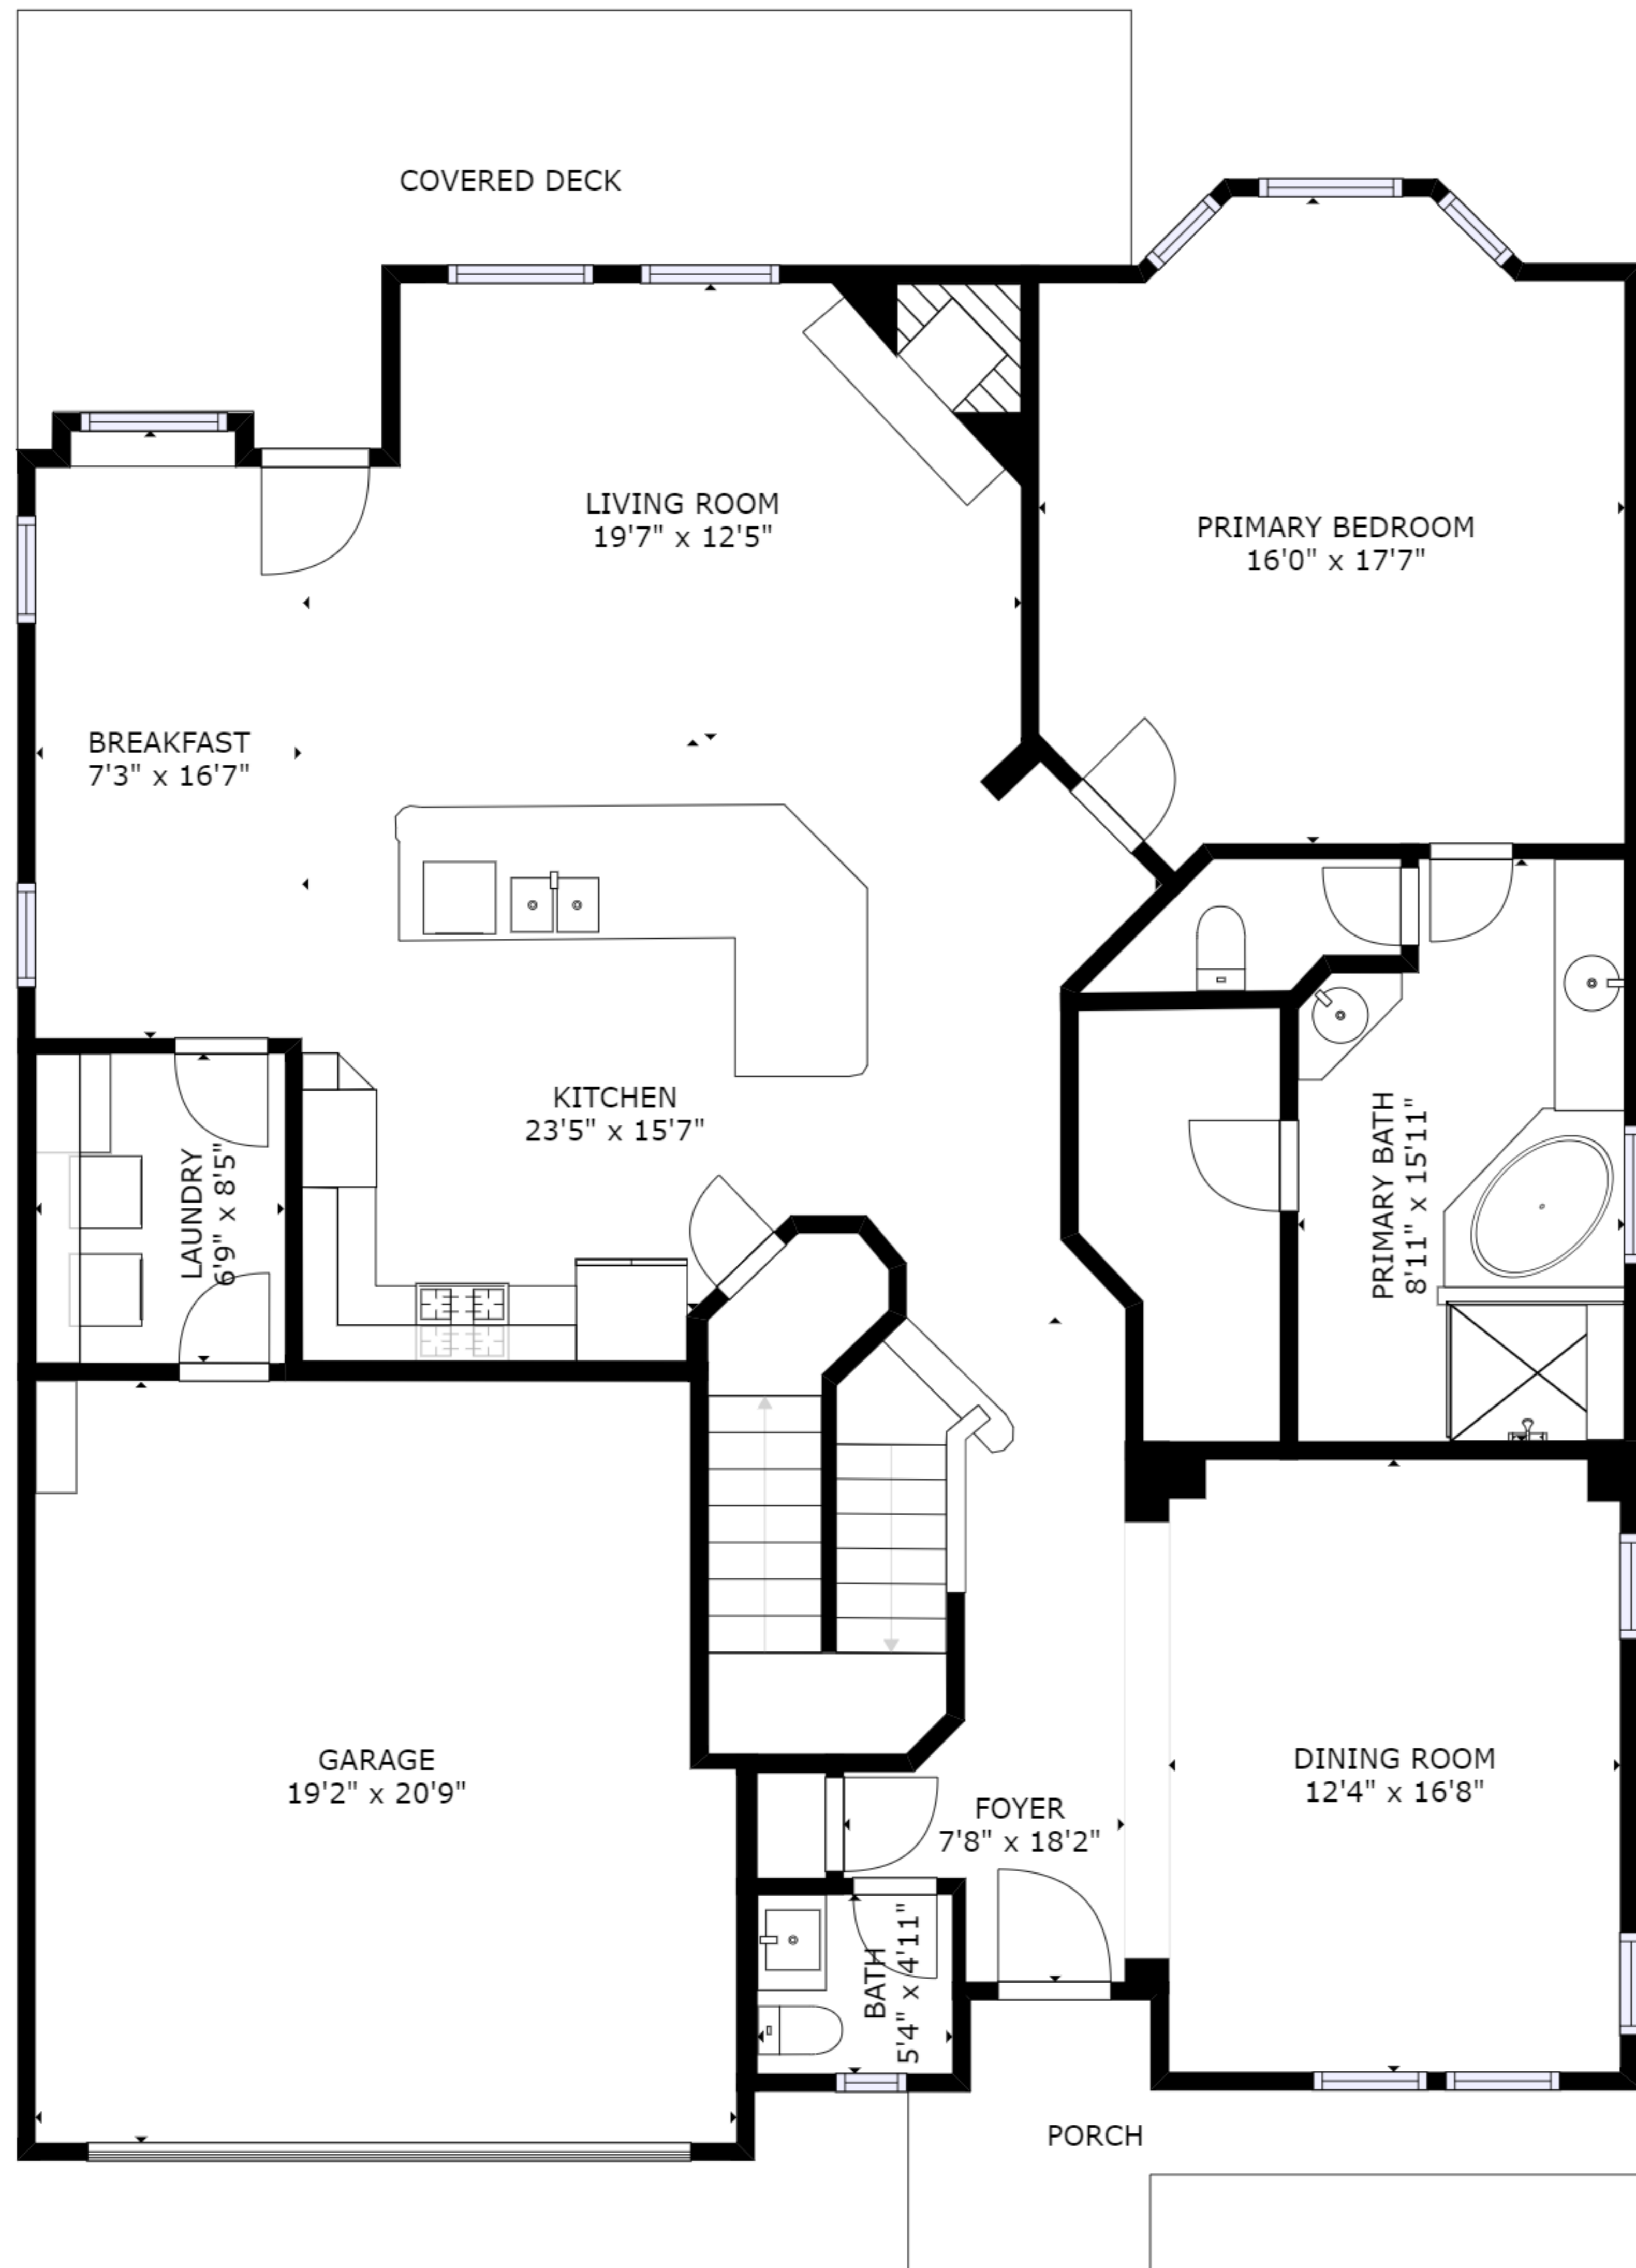 COVERED DECK
LIVING ROOM
19'7" x 12'5"
PRIMARY BEDROOM
16'0" x 17'7"
BREAKFAST
7'3" x 16'7"
KITCHEN
23'5" x 15'7"
LAUNDRY
6'9" x 8'5"
PRIMARY BATH
8'11" x 15'11"
GARAGE
19'2" x 20'9"
DINING ROOM
12'4" x 16'8"
FOYER
7'8" x 18'2"
BATH
5'4" x 4'11"
PORCH